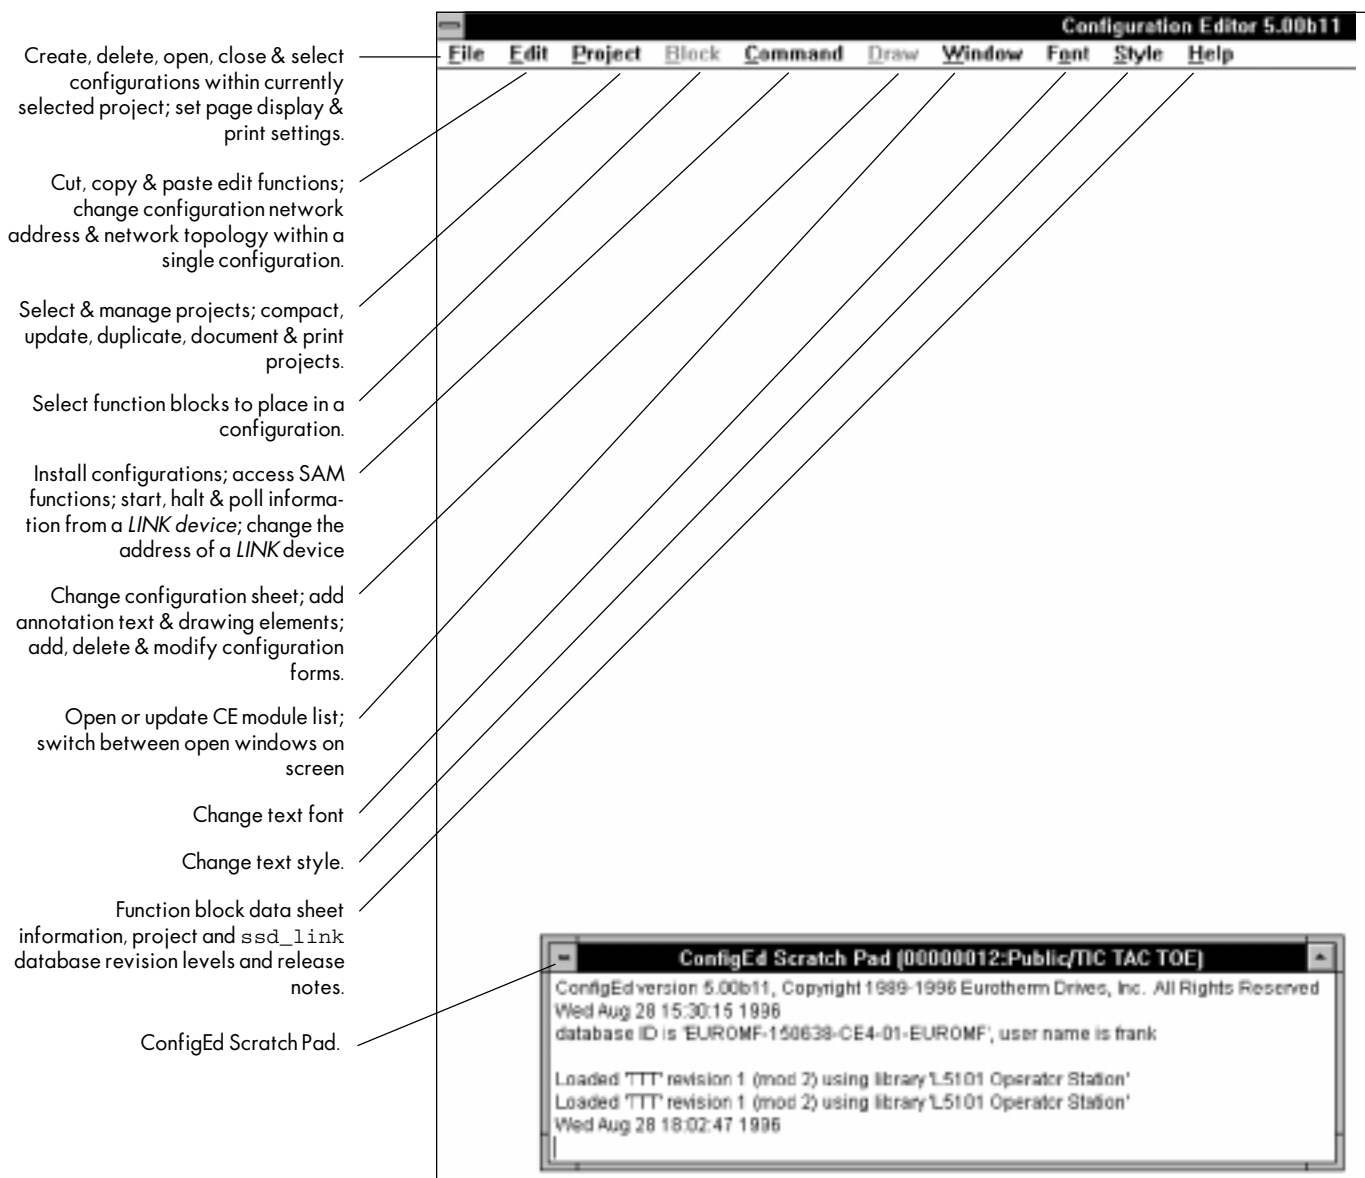 Configuration Editor 5.00b11
File Edit Project Block Command Draw Window Font Style Help
Create, delete, open, close & select
configurations within currently
selected project; set page display &
print settings.
Cut, copy & paste edit functions;
change configuration network
address & network topology within a
single configuration.
Select & manage projects; compact,
update, duplicate, document & print
projects.
Select function blocks to place in a
configuration.
Install configurations; access SAM
functions; start, halt & poll informa-
tion from a LINK device; change the
address of a LINK device
Change configuration sheet; add
annotation text & drawing elements;
add, delete & modify configuration
forms.
Open or update CE module list;
switch between open windows on
screen
Change text font
Change text style.
Function block data sheet
information, project and ssd_link
database revision levels and release
notes.
ConfigEd Scratch Pad.
ConfigEd Scratch Pad (00000012::Public/TIC TAC TOE)
ConfigEd version 5.00b11, Copyright 1989-1996 Eurotherm Drives, Inc. All Rights Reserved
Wed Aug 28 15:30:15 1996
database ID is 'EUROMF-150638-CE4-01-EUROMF', user name is frank
Loaded 'TTT' revision 1 (mod 2) using library 'L5101 Operator Station'
Loaded 'TTT' revision 1 (mod 2) using library 'L5101 Operator Station'
Wed Aug 28 18:02:47 1996